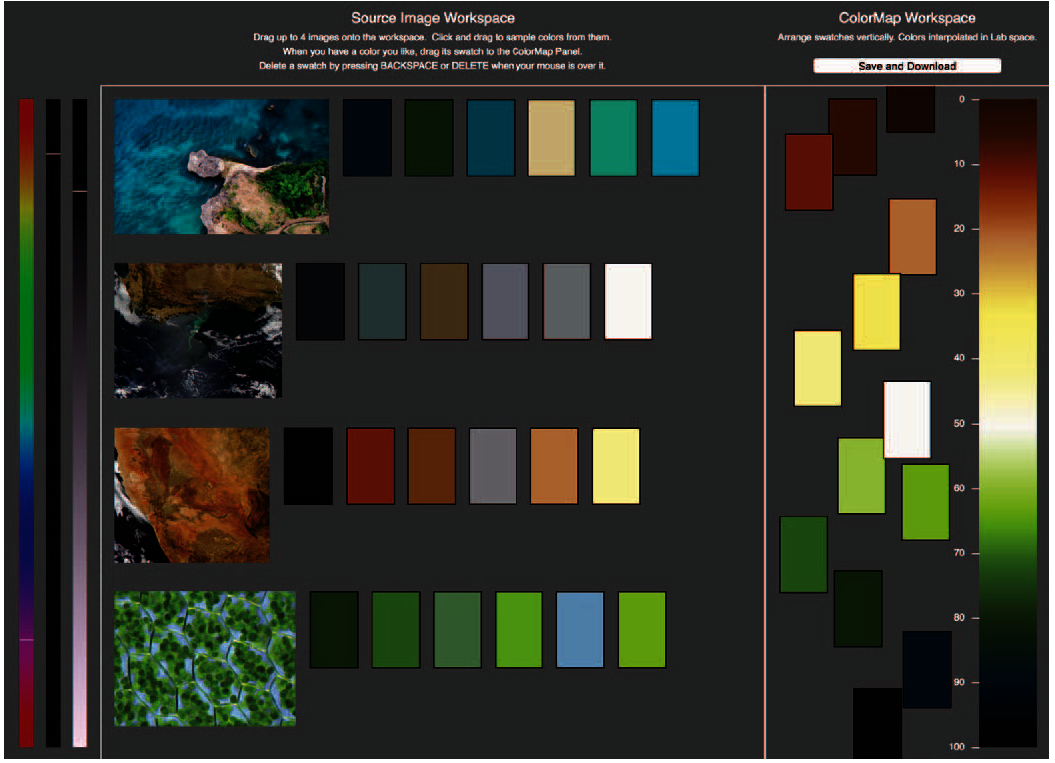 Source Image Workspace
Drag up to 4 images onto the workspace. Click and drag to sample colors from them.
When you have a color you like, drag its swatch to the ColorMap Panel.
Delete a swatch by pressing BACKSPACE or DELETE when your mouse is over it.
ColorMap Workspace
Arrange swatches vertically. Colors interpolated in Lab space.
Save and Download
0
10
20
30
40
50
60
70
80
90
100